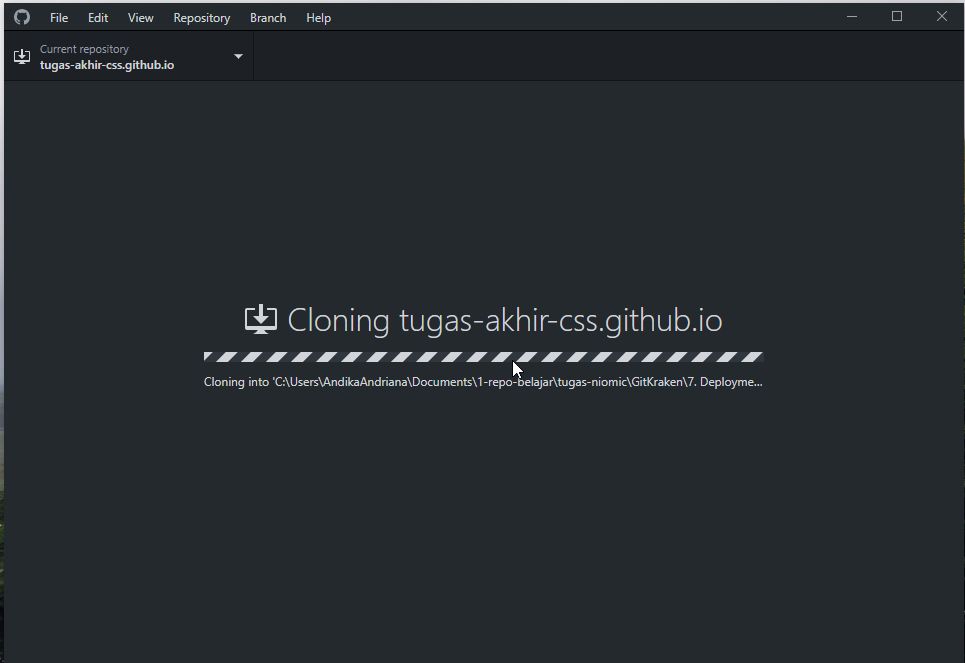 File Edit View Repository Branch Help
Current repository
tugas-akhir-css.github.io
Cloning tugas-akhir-css.github.io
Cloning into 'C:\Users\AndikaAndriana\Documents\1-repo-belajar\tugas-niomic\GitKraken\7. Deployme...